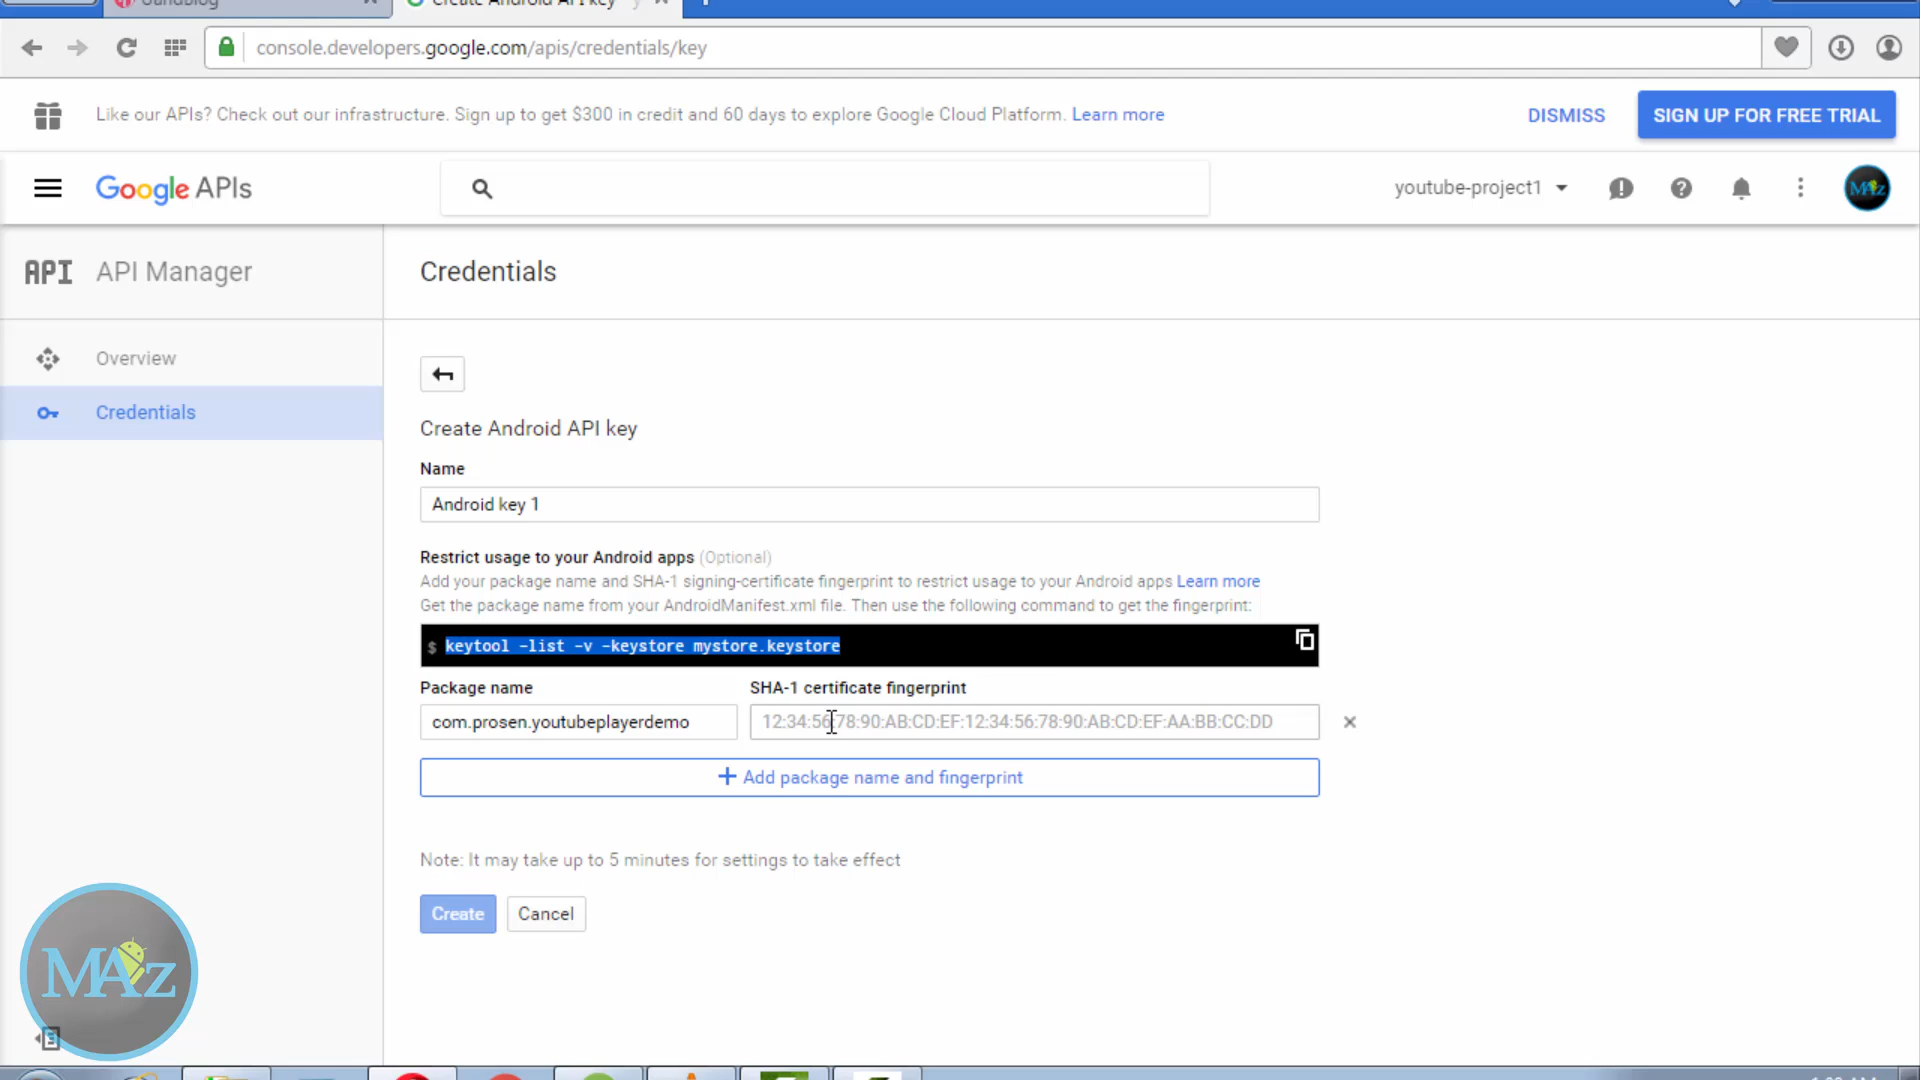 console.developers.google.com/apis/credentials/key
Like our APIs? Check out our infrastructure. Sign up to get $300 in credit and 60 days to explore Google Cloud Platform. Learn more
DISMISS
SIGN UP FOR FREE TRIAL
Google APIs
youtube-project1
MAz
API API Manager
Credentials
Overview
Credentials
Create Android API key
Name
Android key 1
Restrict usage to your Android apps (Optional)
Add your package name and SHA-1 signing-certificate fingerprint to restrict usage to your Android apps Learn more
Get the package name from your AndroidManifest.xml file. Then use the following command to get the fingerprint:
$ keytool -list -v -keystore mystore.keystore
Package name
SHA-1 certificate fingerprint
com.prosen.youtubeplayerdemo
12:34:56:78:90:AB:CD:EF:12:34:56:78:90:AB:CD:EF:AA:BB:CC:DD
+ Add package name and fingerprint
Note: It may take up to 5 minutes for settings to take effect
Create
Cancel
MAz